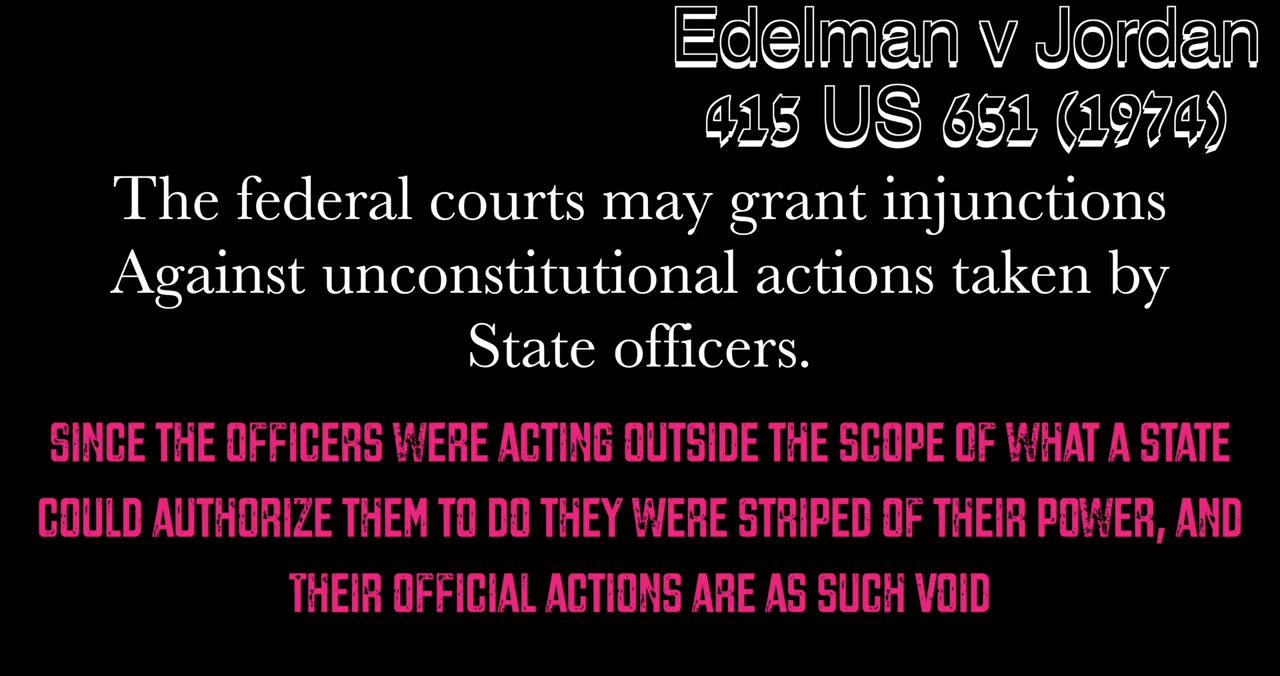 Edelman v Jordan
415 US 651 (1974)
The federal courts may grant injunctions
Against unconstitutional actions taken by
State officers.
SINCE THE OFFICERS WERE ACTING OUTSIDE THE SCOPE OF WHAT A STATE
COULD AUTHORIZE THEM TO DO THEY WERE STRIPED OF THEIR POWER, AND
THEIR OFFICIAL ACTIONS ARE AS SUCH VOID